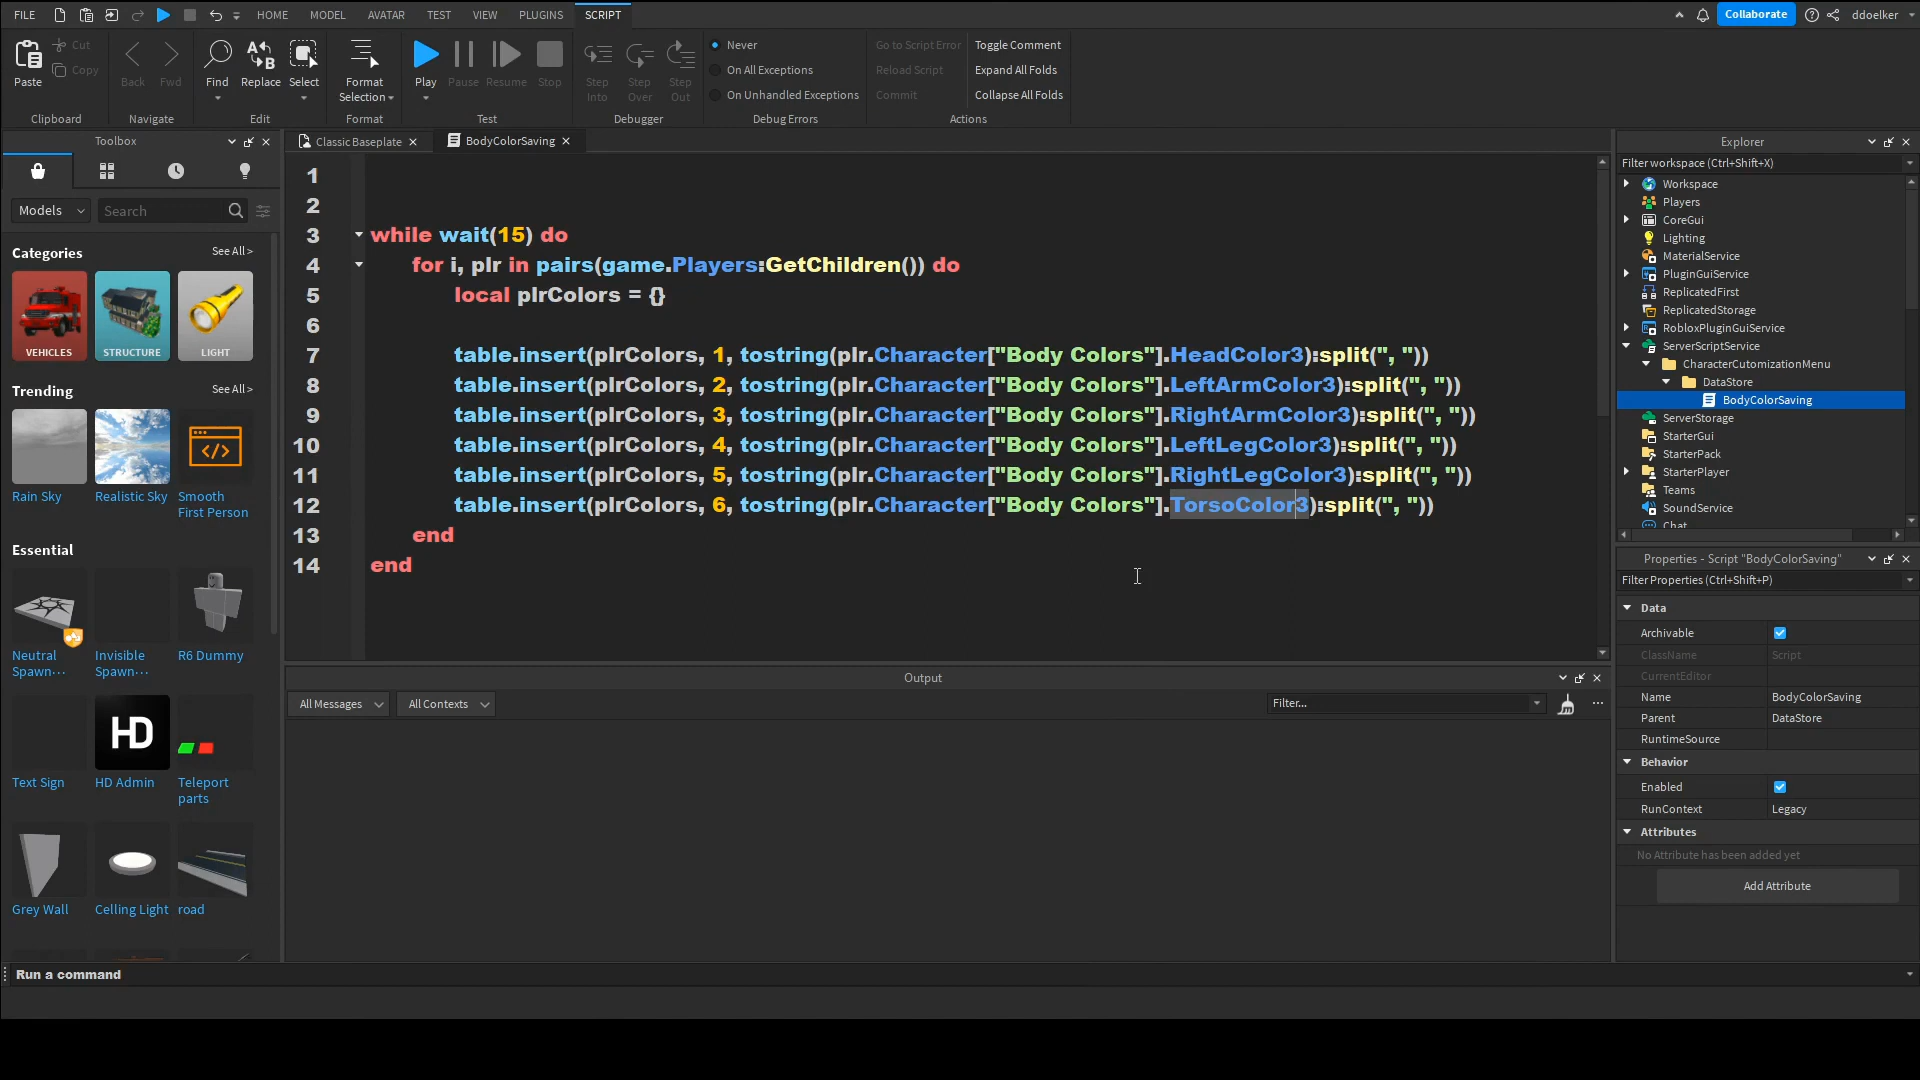 FILE HOME MODEL AVATAR TEST VIEW PLUGINS SCRIPT Collaborate ddoelker
Paste Cut Copy
Back Fwd
Find Replace Select
Format Selection
Play Pause Resume Stop
Step Into Step Over Step Out
Never
On All Exceptions
On Unhandled Exceptions
Go to Script Error
Reload Script
Commit
Toggle Comment
Expand All Folds
Collapse All Folds
Clipboard Navigate Edit Format Test Debugger Debug Errors Actions
Toolbox
Models Search
Categories See All >
VEHICLES STRUCTURE LIGHT
Trending See All >
Rain Sky Realistic Sky Smooth First Person
Essential
Neutral Spawn... Invisible Spawn... R6 Dummy
HD
Text Sign HD Admin Teleport parts
Grey Wall Celling Light road
Classic Baseplate BodyColorSaving
1
2
3 while wait(15) do
4 for i, plr in pairs(game.Players:GetChildren()) do
5 local plrColors = {}
6
7 table.insert(plrColors, 1, tostring(plr.Character["Body Colors"].HeadColor3):split(", "))
8 table.insert(plrColors, 2, tostring(plr.Character["Body Colors"].LeftArmColor3):split(", "))
9 table.insert(plrColors, 3, tostring(plr.Character["Body Colors"].RightArmColor3):split(", "))
10 table.insert(plrColors, 4, tostring(plr.Character["Body Colors"].LeftLegColor3):split(", "))
11 table.insert(plrColors, 5, tostring(plr.Character["Body Colors"].RightLegColor3):split(", "))
12 table.insert(plrColors, 6, tostring(plr.Character["Body Colors"].TorsoColor3):split(", "))
13 end
14 end
Output
All Messages All Contexts Filter...
Explorer
Filter workspace (Ctrl+Shift+X)
Workspace
Players
CoreGui
Lighting
MaterialService
PluginGuiService
ReplicatedFirst
ReplicatedStorage
RobloxPluginGuiService
ServerScriptService
CharacterCutomizationMenu
DataStore
BodyColorSaving
ServerStorage
StarterGui
StarterPack
StarterPlayer
Teams
SoundService
Chat
Properties - Script "BodyColorSaving"
Filter Properties (Ctrl+Shift+P)
Data
Archivable
ClassName Script
CurrentEditor
Name BodyColorSaving
Parent DataStore
RuntimeSource
Behavior
Enabled
RunContext Legacy
Attributes
No Attribute has been added yet
Add Attribute
Run a command